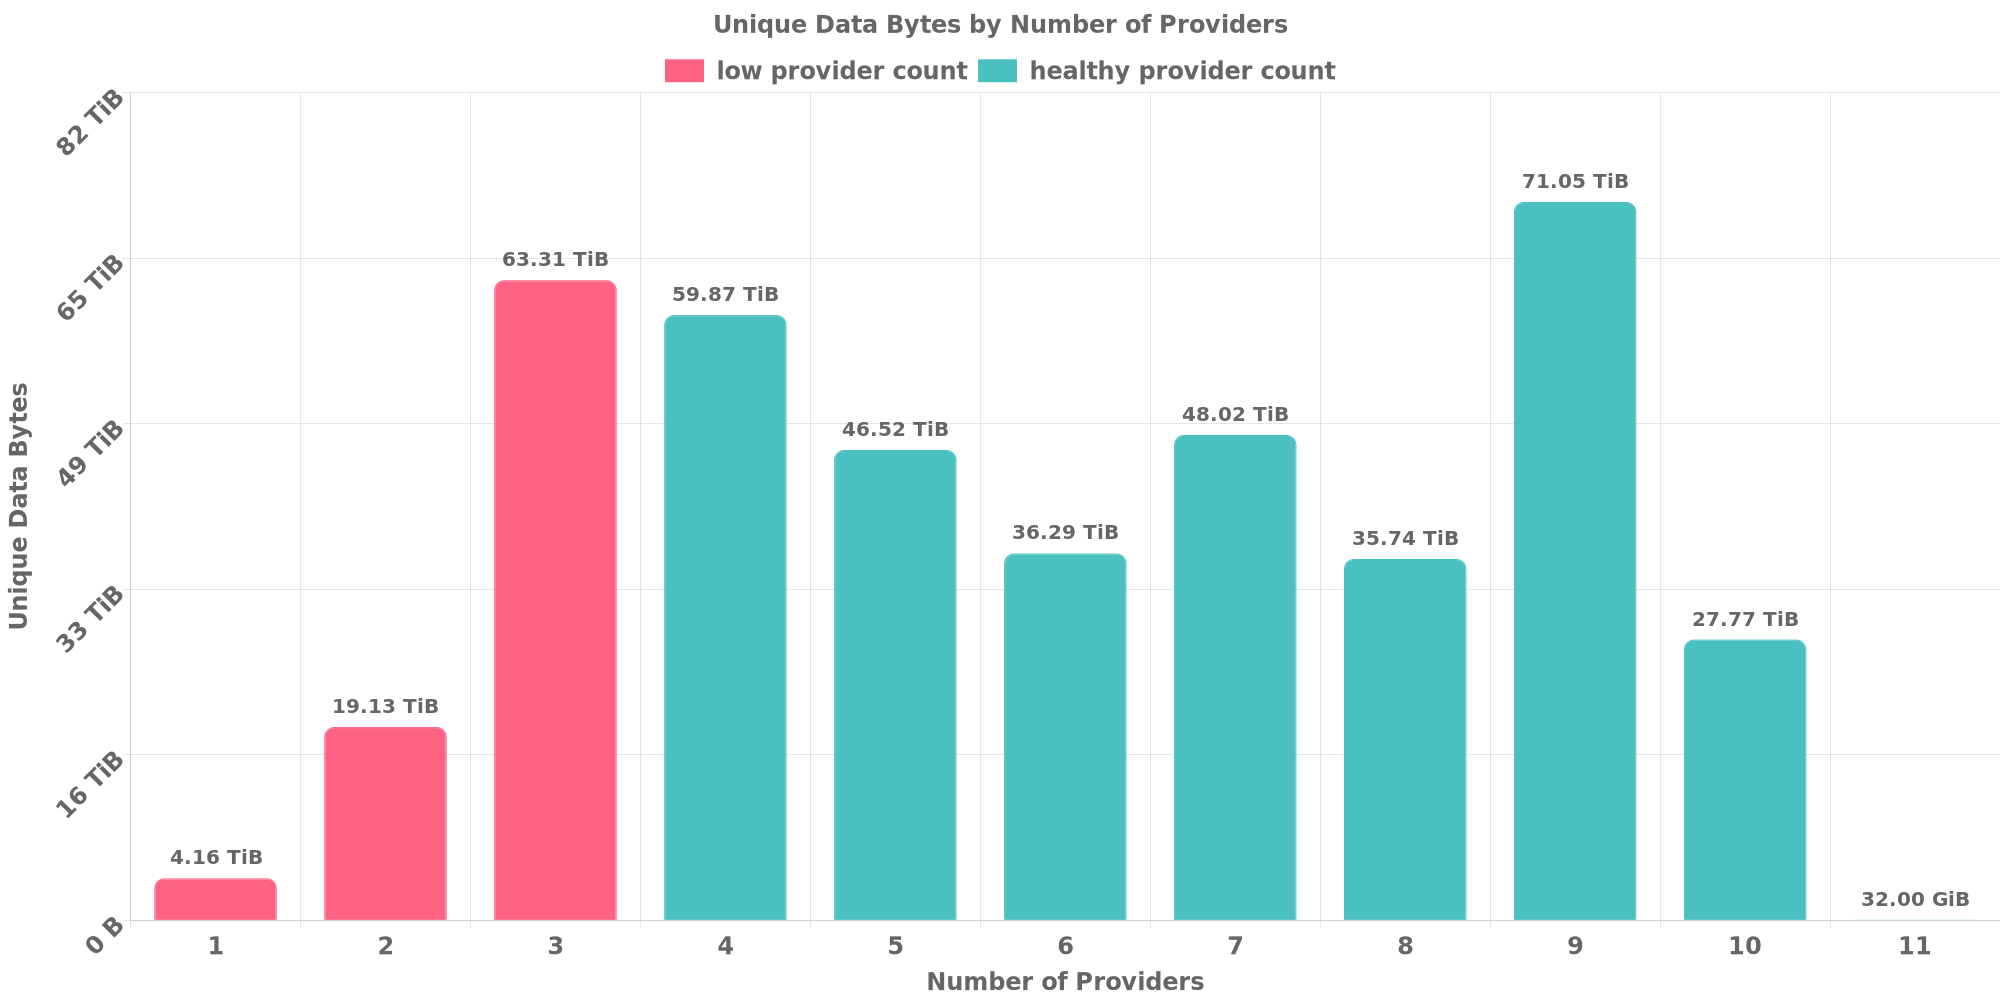 Unique Data Bytes by Number of Providers
low provider count healthy provider count
82 TiB
65 TiB
49 TiB
33 TiB
16 TiB
0 B
Unique Data Bytes
4.16 TiB
19.13 TiB
63.31 TiB
59.87 TiB
46.52 TiB
36.29 TiB
48.02 TiB
35.74 TiB
71.05 TiB
27.77 TiB
32.00 GiB
1 2 3 4 5 6 7 8 9 10 11
Number of Providers